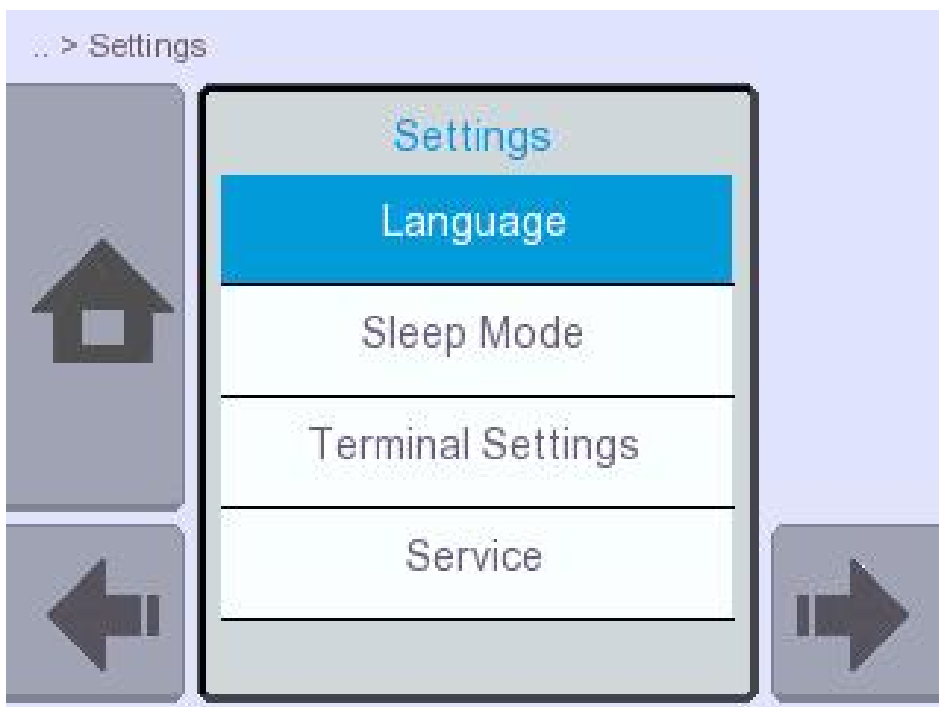 .. > Settings
Settings
Language
Sleep Mode
Terminal Settings
Service